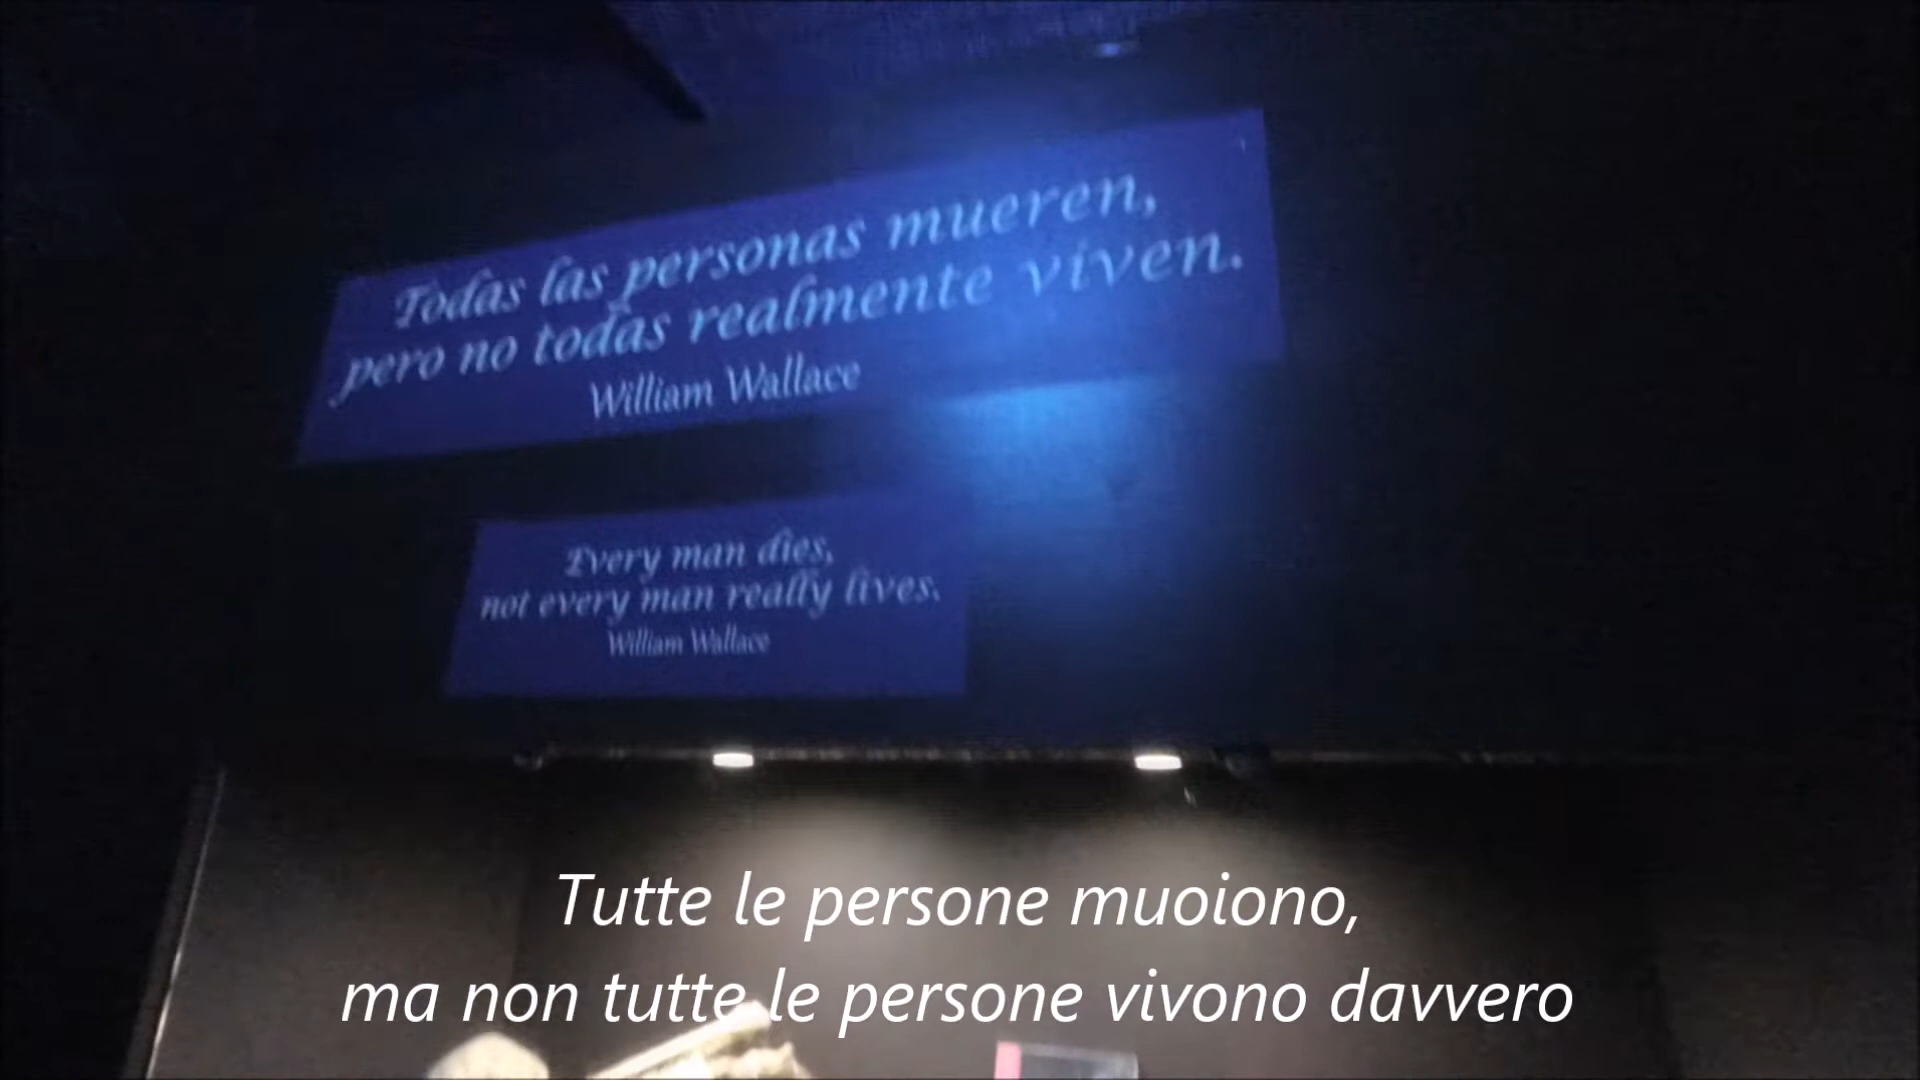 Todas las personas mueren,
pero no todas realmente viven.
William Wallace
Every man dies,
not every man really lives.
William Wallace
Tutte le persone muoiono,
ma non tutte le persone vivono davvero